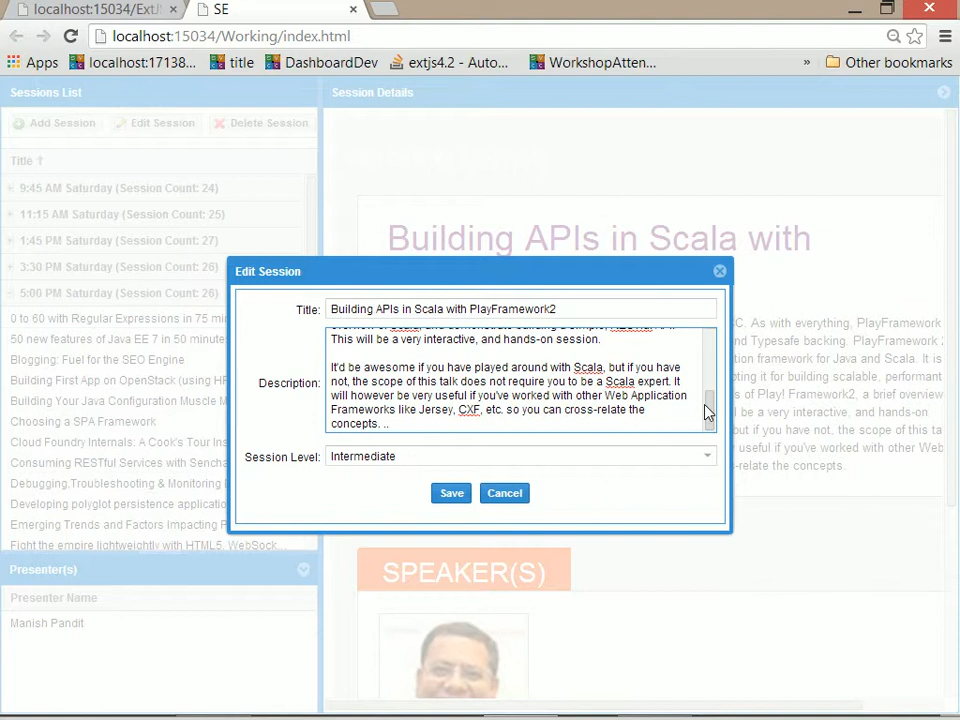 localhost:15034/ExtJ
SE
localhost:15034/Working/index.html
Apps
localhost:17138...
title
DashboardDev
extjs4.2 - Auto...
WorkshopAtten...
»
Other bookmarks
Sessions List
Session Details
Add Session
Edit Session
Delete Session
Title
9:45 AM Saturday (Session Count: 24)
11:15 AM Saturday (Session Count: 25)
1:45 PM Saturday (Session Count: 27)
3:30 PM Saturday (Session Count: 26)
5:00 PM Saturday (Session Count: 26)
0 to 60 with Regular Expressions in 75 min
50 new features of Java EE 7 in 50 minute
Blogging: Fuel for the SEO Engine
Building First App on OpenStack (using HP
Building Your Java Configuration Muscle M
Choosing a SPA Framework
Cloud Foundry Internals: A Cook's Tour Ins
Consuming RESTful Services with Sencha
Debugging,Troubleshooting & Monitoring
Developing polyglot persistence applicatio
Emerging Trends and Factors Impacting
Fight the empire lightweightly with HTML5, WebSock...
Presenter(s)
Presenter Name
Manish Pandit
Building APIs in Scala with
C. As with everything, PlayFramework
and Typesafe backing. PlayFramework 2
cation framework for Java and Scala. It is
pting it for building scalable, performant
of Play! Framework2, a brief overview
be a very interactive, and hands-on
but if you have not, the scope of this ta
useful if you've worked with other Web
s-relate the concepts.
SPEAKER(S)
Edit Session
Title:
Building APIs in Scala with PlayFramework2
Description:
This will be a very interactive, and hands-on session.
It'd be awesome if you have played around with Scala, but if you have
not, the scope of this talk does not require you to be a Scala expert. It
will however be very useful if you've worked with other Web Application
Frameworks like Jersey, CXF, etc. so you can cross-relate the
concepts. ..
Session Level:
Intermediate
Save
Cancel